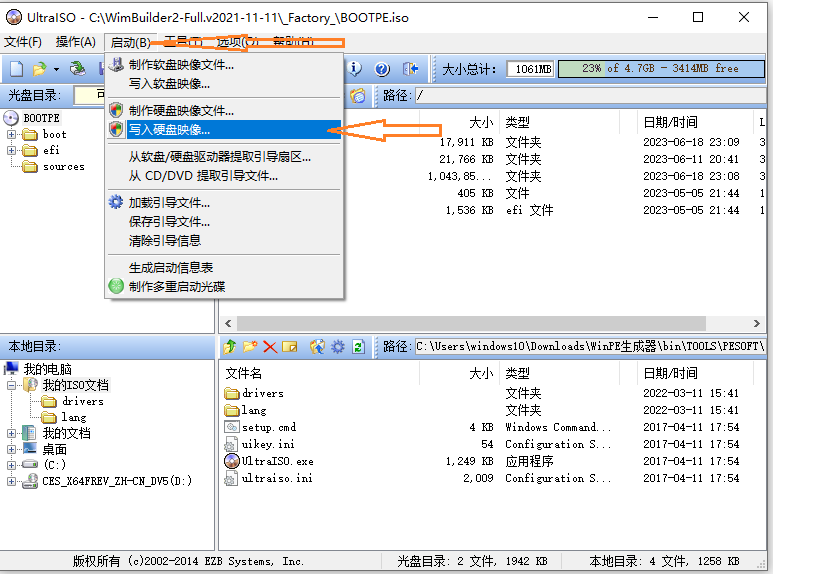 UltraISO - C:\WimBuilder2-Full.v2021-11-11\_Factory_\BOOTPE.iso
文件(F) 操作(A) 启动(B) 工具(T) 选项(O) 帮助(H)
大小总计: 1061MB 23% of 4.7GB - 3414MB free
光盘目录: 可 路径: /
制作软盘映像文件...
写入软盘映像...
制作硬盘映像文件...
写入硬盘映像...
从软盘/硬盘驱动器提取引导扇区...
从 CD/DVD 提取引导文件...
加载引导文件...
保存引导文件...
清除引导信息
生成启动信息表
制作多重启动光碟
BOOTPE
boot
efi
sources
大小 类型 日期/时间 L
17,911 KB 文件夹 2023-06-18 23:09 3
21,766 KB 文件夹 2023-06-11 20:41 3
1,043,85... 文件夹 2023-06-18 23:08 3
405 KB 文件 2023-05-05 21:44 1
1,536 KB efi 文件 2023-05-05 21:44 1
本地目录: 路径: C:\Users\windows10\Downloads\WinPE生成器\bin\TOOLS\PESOFT\
我的电脑
我的ISO文档
drivers
lang
我的文档
桌面
(C:)
CES_X64FREV_ZH-CN_DV5(D:)
文件名 大小 类型 日期/时间
drivers 文件夹 2022-03-11 15:41
lang 文件夹 2022-03-11 15:41
setup.cmd 4 KB Windows Command... 2017-04-11 17:54
uikey.ini 54 Configuration S... 2017-04-11 17:54
UltraISO.exe 1,249 KB 应用程序 2017-04-11 17:54
ultraiso.ini 2,009 Configuration S... 2017-04-11 17:54
版权所有 (c)2002-2014 EZB Systems, Inc. 光盘目录: 2 文件, 1942 KB 本地目录: 4 文件, 1258 KB